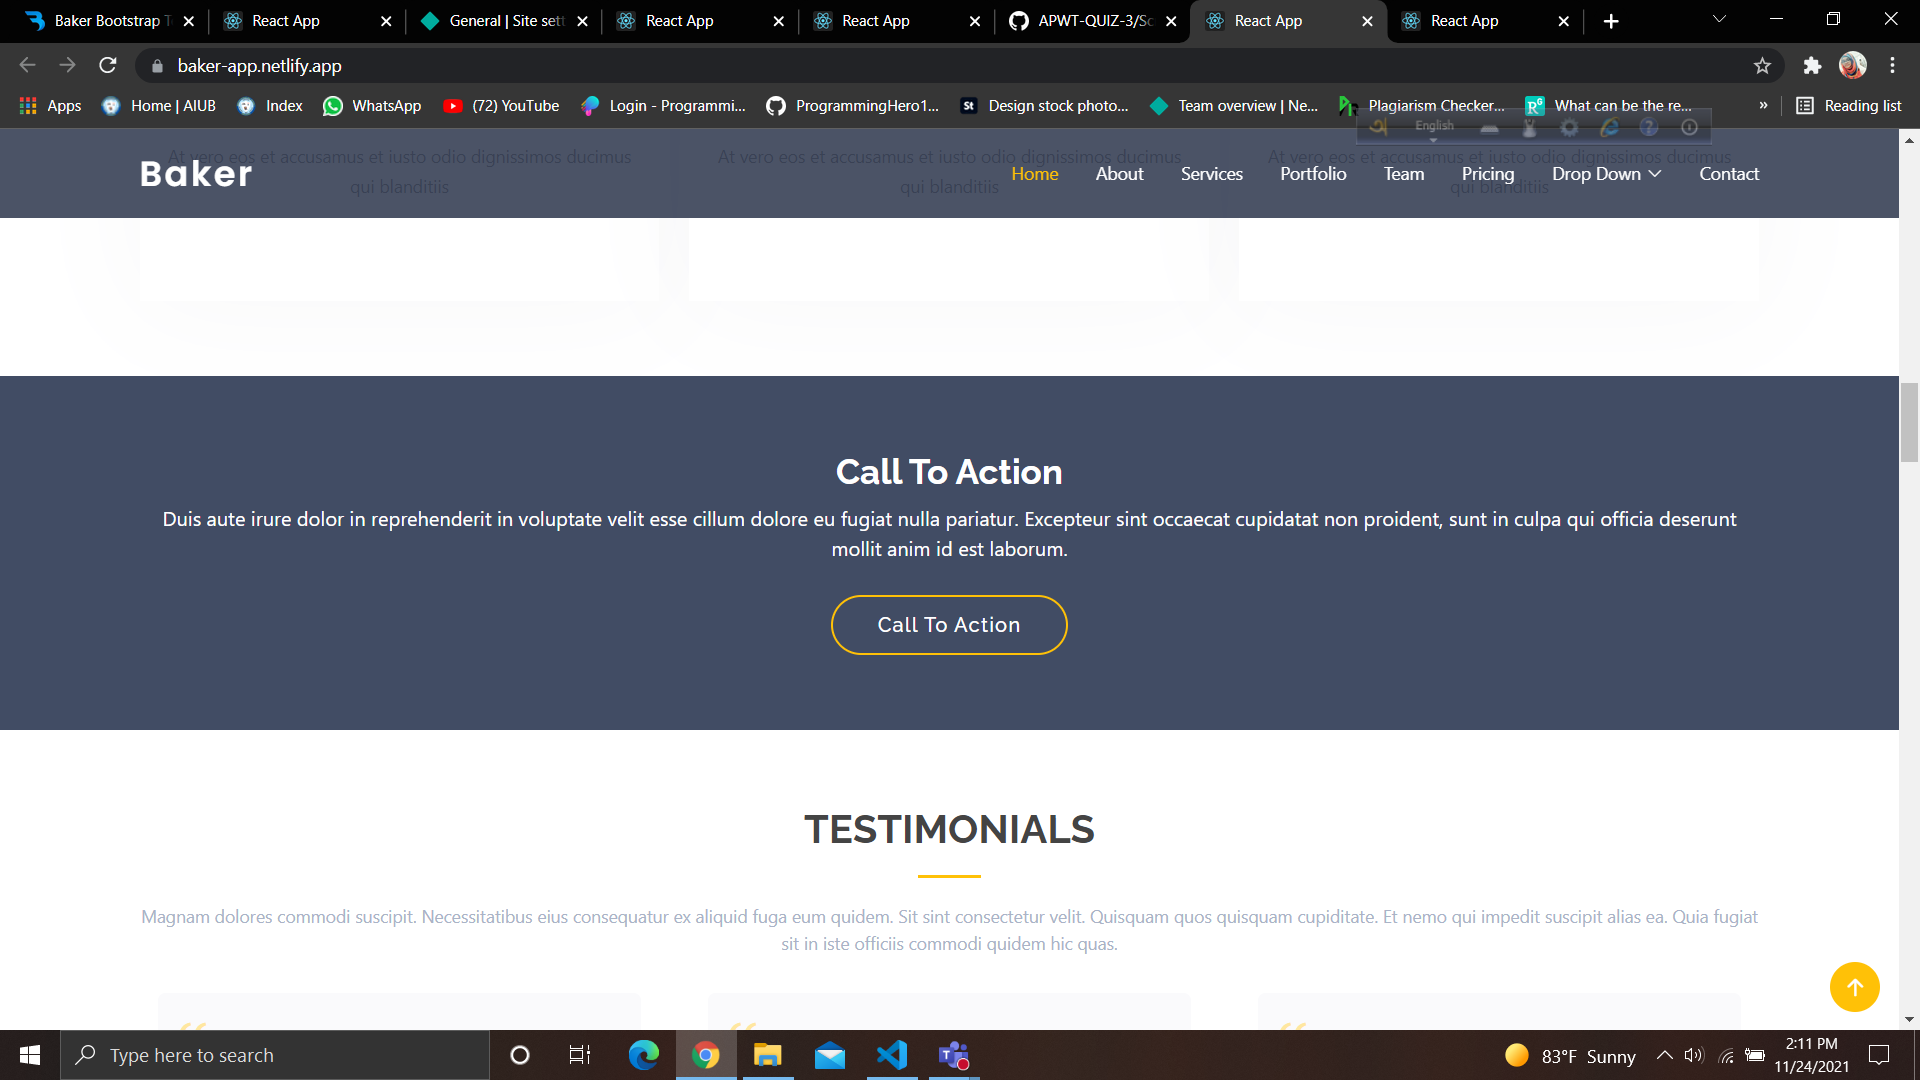 Baker Bootstrap T
React App
General | Site sett
React App
React App
APWT-QUIZ-3/Sc
React App
React App
baker-app.netlify.app
Apps
Home | AIUB
Index
WhatsApp
(72) YouTube
Login - Programmi...
ProgrammingHero1...
Design stock photo...
Team overview | Ne...
Plagiarism Checker...
What can be the re...
»
Reading list
English
At vero eos et accusamus et iusto odio dignissimos ducimus
qui blanditiis
At vero eos et accusamus et iusto odio dignissimos ducimus
qui blanditiis
At vero eos et accusamus et iusto odio dignissimos ducimus
qui blanditiis
Baker
Home
About
Services
Portfolio
Team
Pricing
Drop Down
Contact
Call To Action
Duis aute irure dolor in reprehenderit in voluptate velit esse cillum dolore eu fugiat nulla pariatur. Excepteur sint occaecat cupidatat non proident, sunt in culpa qui officia deserunt
mollit anim id est laborum.
Call To Action
TESTIMONIALS
Magnam dolores commodi suscipit. Necessitatibus eius consequatur ex aliquid fuga eum quidem. Sit sint consectetur velit. Quisquam quos quisquam cupiditate. Et nemo qui impedit suscipit alias ea. Quia fugiat
sit in iste officiis commodi quidem hic quas.
Type here to search
83°F Sunny
2:11 PM
11/24/2021